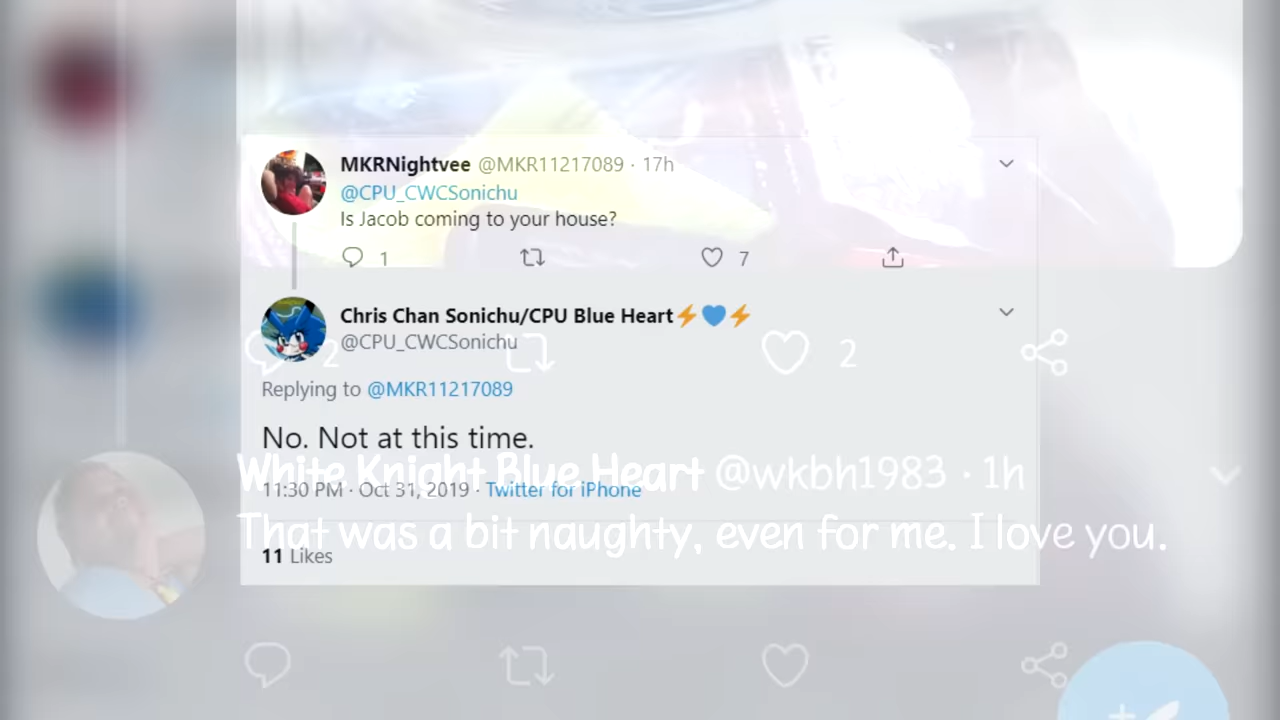 MKRNightvee @MKR11217089 · 17h
@CPU_CWCSonichu
Is Jacob coming to your house?
1 7
Chris Chan Sonichu/CPU Blue Heart⚡💙⚡
@CPU_CWCSonichu
2 2
Replying to @MKR11217089
No. Not at this time.
White Knight Blue Heart @wkbh1983 · 1h
11:30 PM · Oct 31, 2019 · Twitter for iPhone
That was a bit naughty, even for me. I love you.
11 Likes